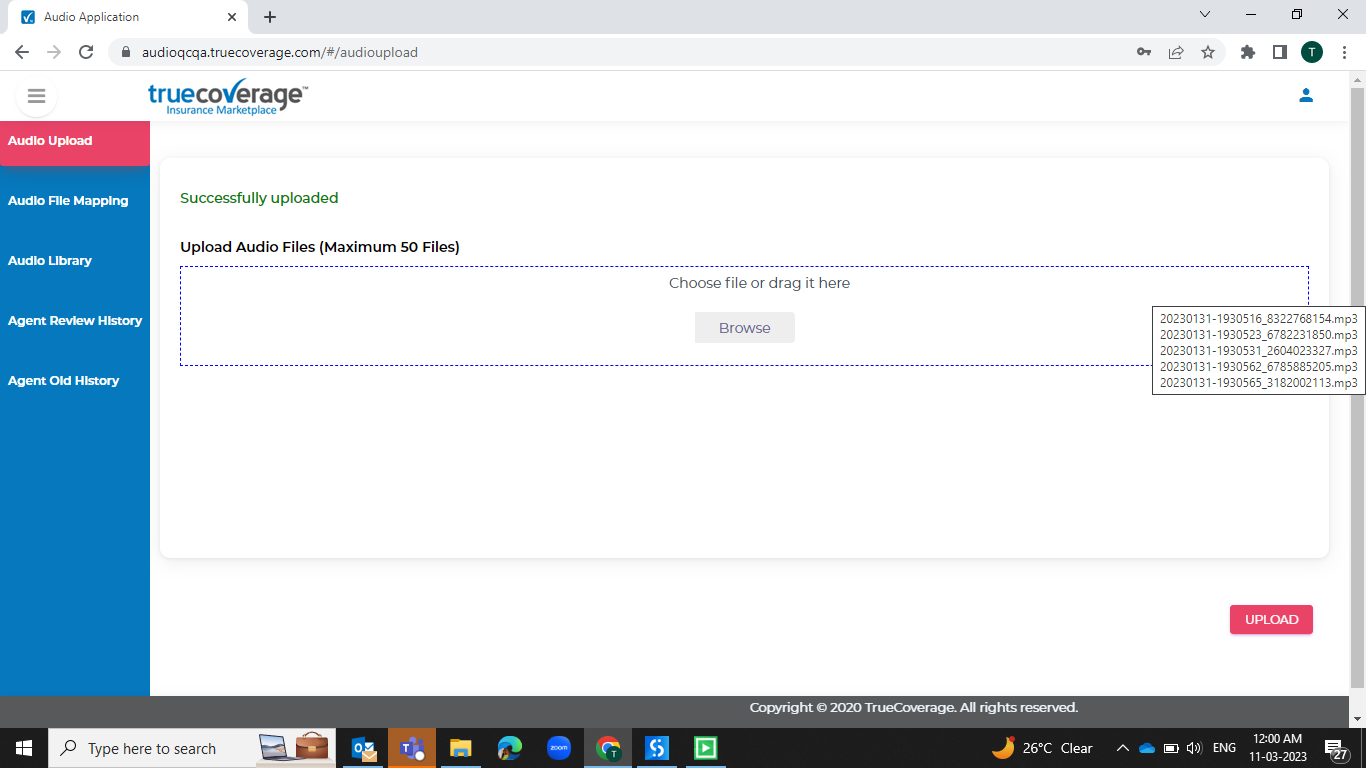 Audio Application
audioqcqa.truecoverage.com/#/audioupload
T
truecoverage™
Insurance Marketplace
Audio Upload
Audio File Mapping
Audio Library
Agent Review History
Agent Old History
Successfully uploaded
Upload Audio Files (Maximum 50 Files)
Choose file or drag it here
Browse
20230131-1930516_8322768154.mp3
20230131-1930523_6782231850.mp3
20230131-1930531_2604023327.mp3
20230131-1930562_6785885205.mp3
20230131-1930565_3182002113.mp3
UPLOAD
Copyright © 2020 TrueCoverage. All rights reserved.
Type here to search
zoom
26°C Clear
ENG
12:00 AM
11-03-2023
27